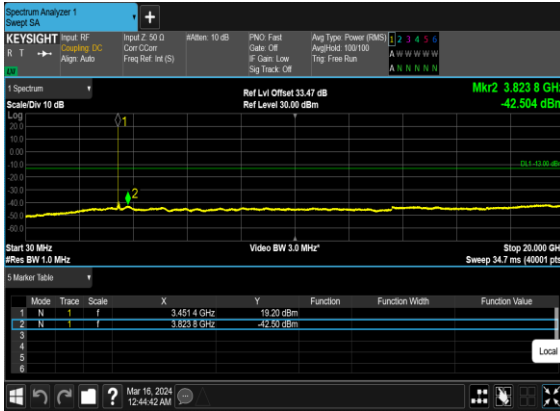 Spectrum Analyzer 1
Swept SA
+
KEYSIGHT
R T
LXI
Input: RF
Coupling: DC
Align: Auto
Input Z: 50 Ω
Corr CCorr
Freq Ref: Int (S)
#Atten: 10 dB
PNO: Fast
Gate: Off
IF Gain: Low
Sig Track: Off
Avg Type: Power (RMS)
Avg|Hold: 100/100
Trig: Free Run
1 2 3 4 5 6
A W W W W W
A N N N N N
1 Spectrum
Scale/Div 10 dB
Ref Lvl Offset 33.47 dB
Ref Level 30.00 dBm
Mkr2 3.823 8 GHz
-42.504 dBm
Log
20.0
10.0
0.00
-10.0
-20.0
-30.0
-40.0
-50.0
-60.0
1
2
DL1 -13.00 dBm
Start 30 MHz
#Res BW 1.0 MHz
Video BW 3.0 MHz*
Stop 20.000 GHz
Sweep 34.7 ms (40001 pts)
5 Marker Table
Mode Trace Scale X Y Function Function Width Function Value
1 N 1 f 3.451 4 GHz 19.20 dBm
2 N 1 f 3.823 8 GHz -42.50 dBm
3
4
5
6
Local
?
Mar 16, 2024
12:44:42 AM